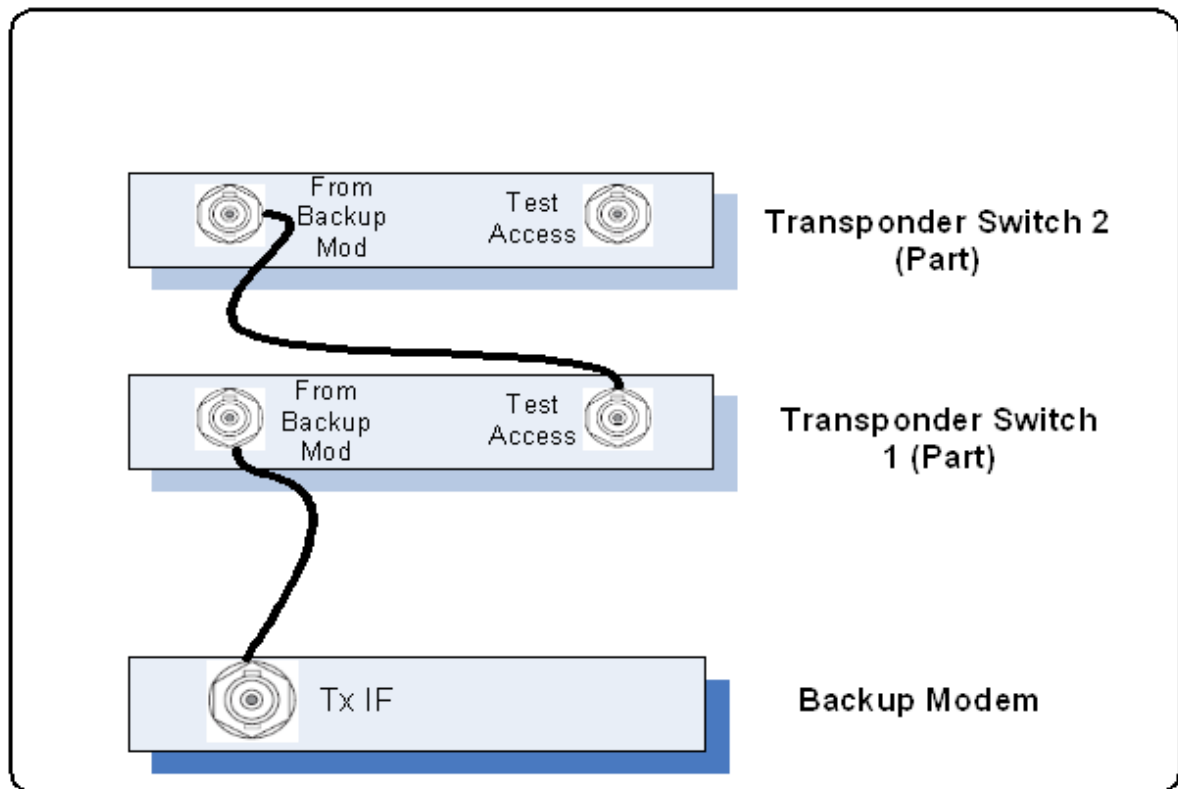 From
Backup
Mod
Test
Access
Transponder Switch 2
(Part)
From
Backup
Mod
Test
Access
Transponder Switch
1 (Part)
Tx IF
Backup Modem